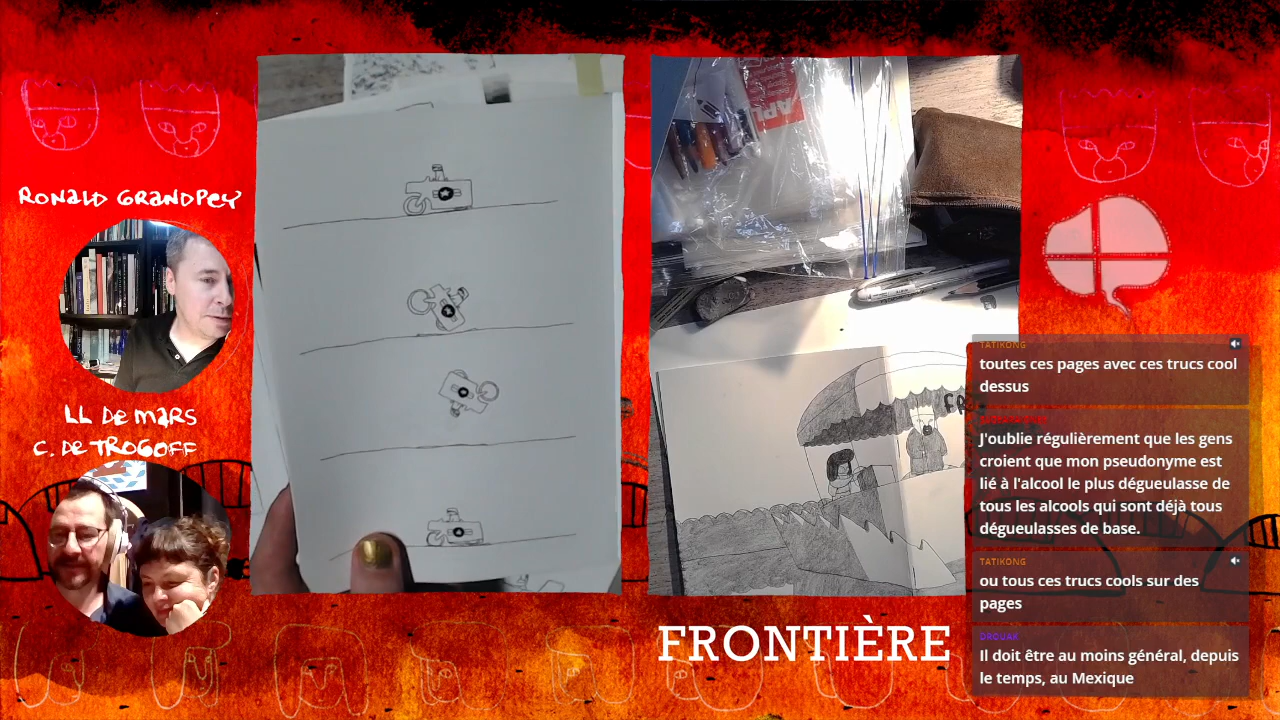 RONALD GRANDPEY
LL De maRS
C. De TROGOFF
API
FR
FRONTIÈRE
TATIKONG
toutes ces pages avec ces trucs cool
dessus
J'oublie régulièrement que les gens
croient que mon pseudonyme est
lié à l'alcool le plus dégueulasse de
tous les alcools qui sont déjà tous
dégueulasses de base.
TATIKONG
ou tous ces trucs cools sur des
pages
DROUAK
Il doit être au moins général, depuis
le temps, au Mexique